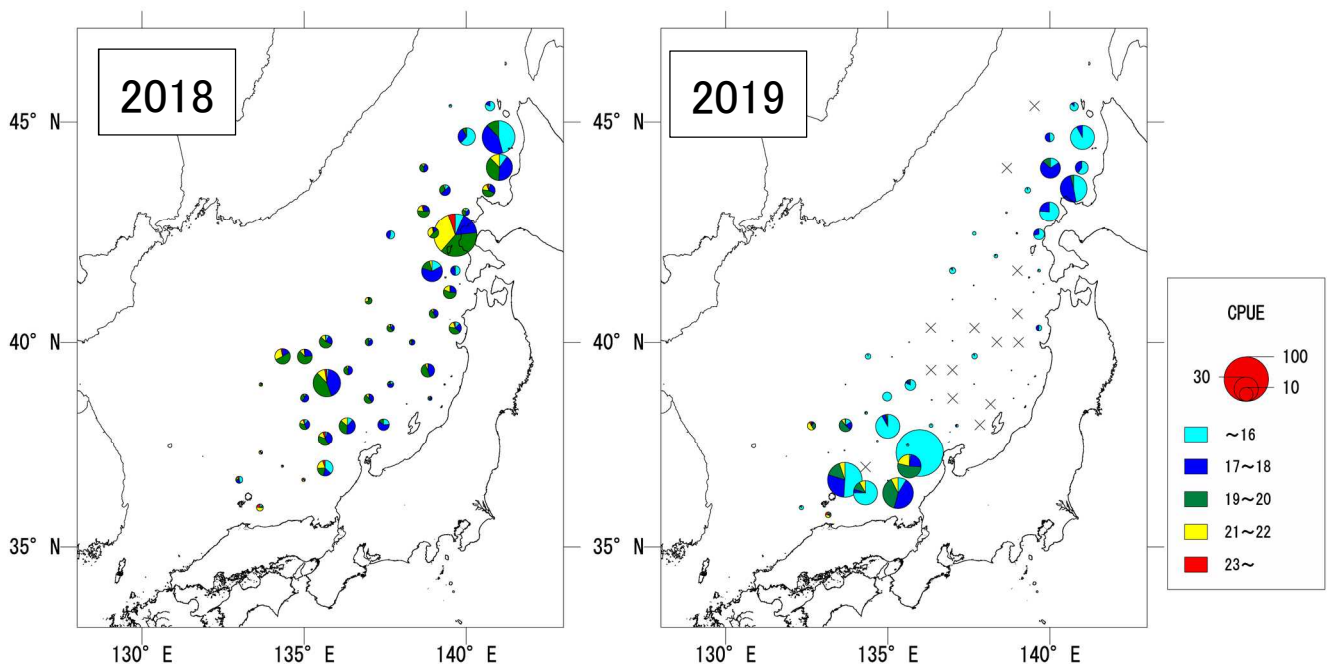 2018
2019
45° N
45° N
40° N
40° N
35° N
35° N
130° E
135° E
140° E
130° E
135° E
140° E
CPUE
100
30
10
～16
17～18
19～20
21～22
23～